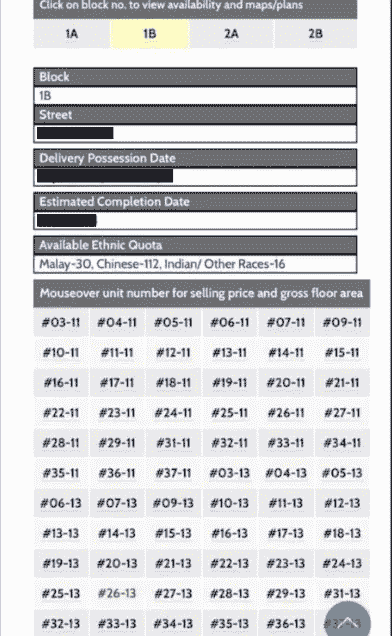 Click on block no. to view availability and maps/plans
1A 1B 2A 2B
Block
1B
Street
Delivery Possession Date
Estimated Completion Date
Available Ethnic Quota
Malay-30, Chinese-112, Indian/ Other Races-16
Mouseover unit number for selling price and gross floor area
#03-11 #04-11 #05-11 #06-11 #07-11 #09-11
#10-11 #11-11 #12-11 #13-11 #14-11 #15-11
#16-11 #17-11 #18-11 #19-11 #20-11 #21-11
#22-11 #23-11 #24-11 #25-11 #26-11 #27-11
#28-11 #29-11 #31-11 #32-11 #33-11 #34-11
#35-11 #36-11 #37-11 #03-13 #04-13 #05-13
#06-13 #07-13 #09-13 #10-13 #11-13 #12-13
#13-13 #14-13 #15-13 #16-13 #17-13 #18-13
#19-13 #20-13 #21-13 #22-13 #23-13 #24-13
#25-13 #26-13 #27-13 #28-13 #29-13 #31-13
#32-13 #33-13 #34-13 #35-13 #36-13